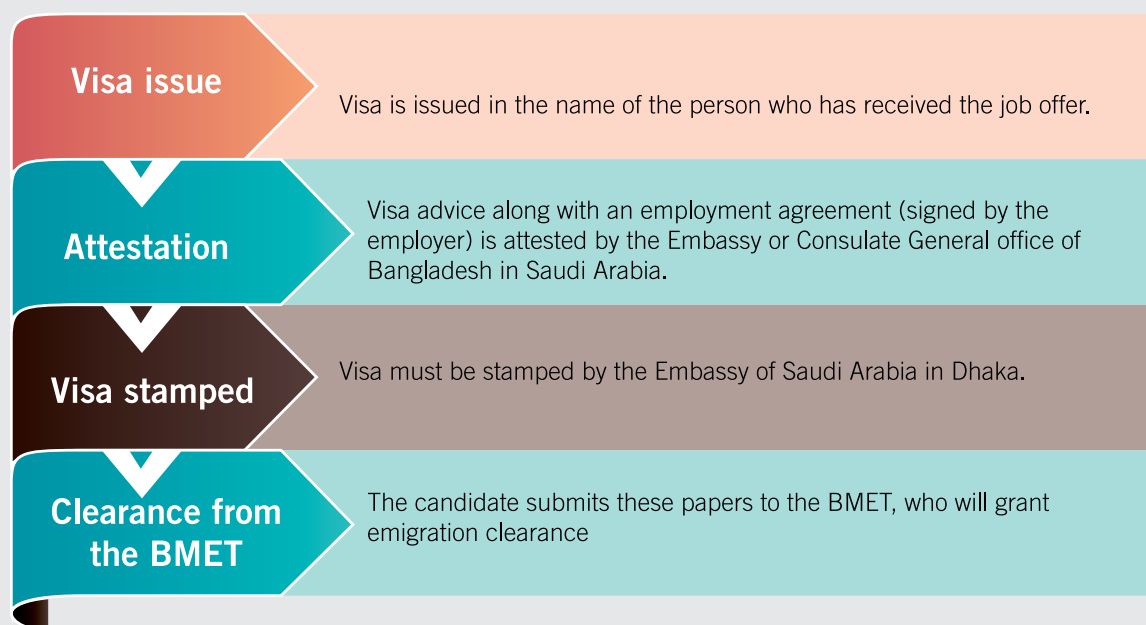 Visa issue
Visa is issued in the name of the person who has received the job offer.
Attestation
Visa advice along with an employment agreement (signed by the
employer) is attested by the Embassy or Consulate General office of
Bangladesh in Saudi Arabia.
Visa stamped
Visa must be stamped by the Embassy of Saudi Arabia in Dhaka.
Clearance from
the BMET
The candidate submits these papers to the BMET, who will grant
emigration clearance